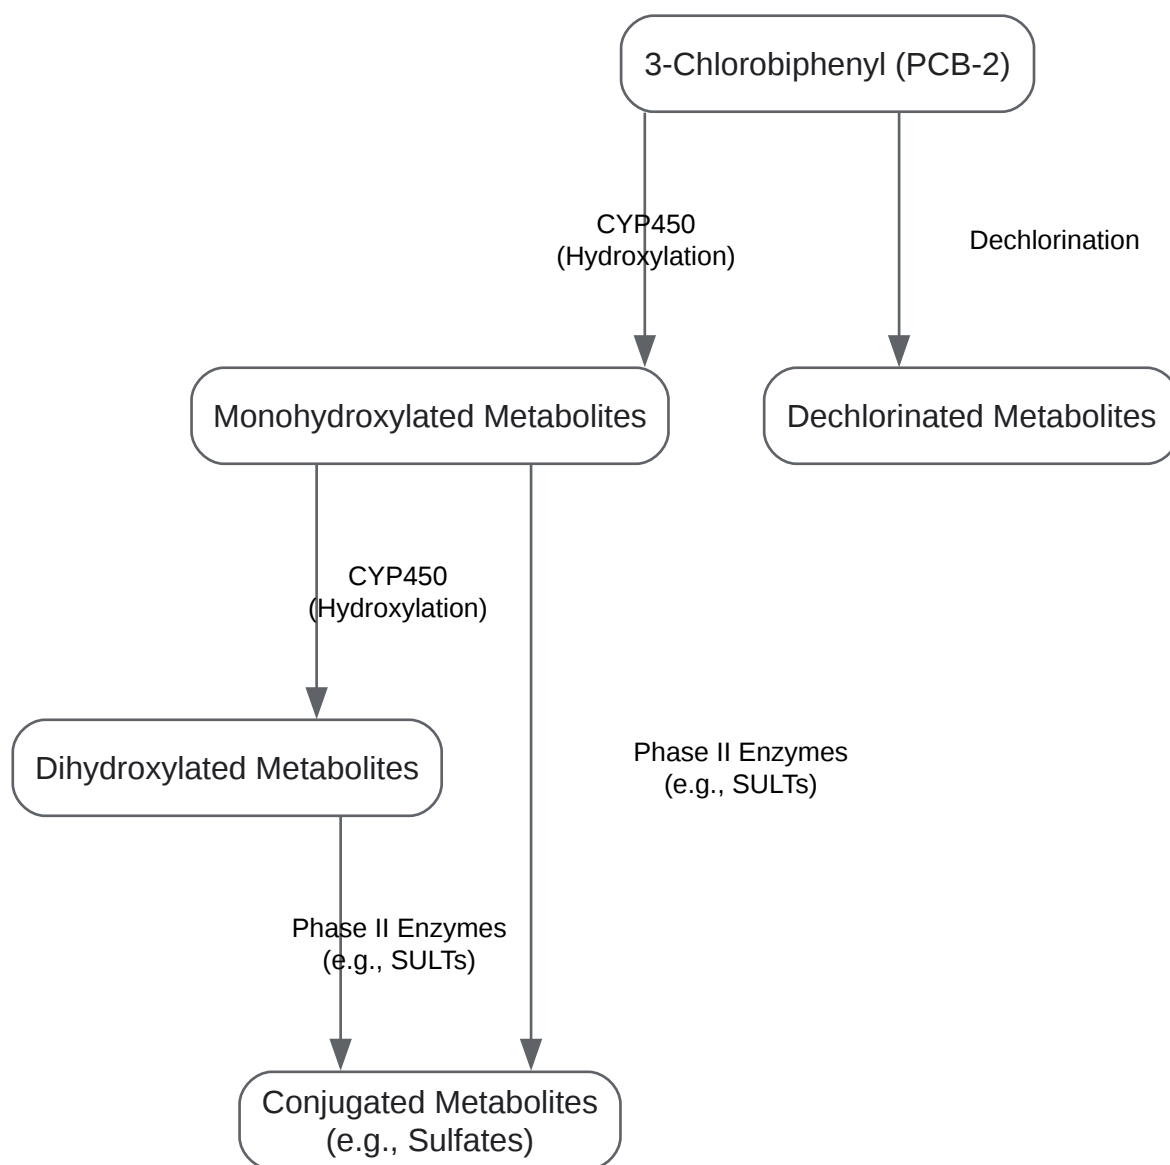 3-Chlorobiphenyl (PCB-2)
CYP450
(Hydroxylation)
Dechlorination
Monohydroxylated Metabolites
Dechlorinated Metabolites
CYP450
(Hydroxylation)
Dihydroxylated Metabolites
Phase II Enzymes
(e.g., SULTs)
Phase II Enzymes
(e.g., SULTs)
Conjugated Metabolites
(e.g., Sulfates)